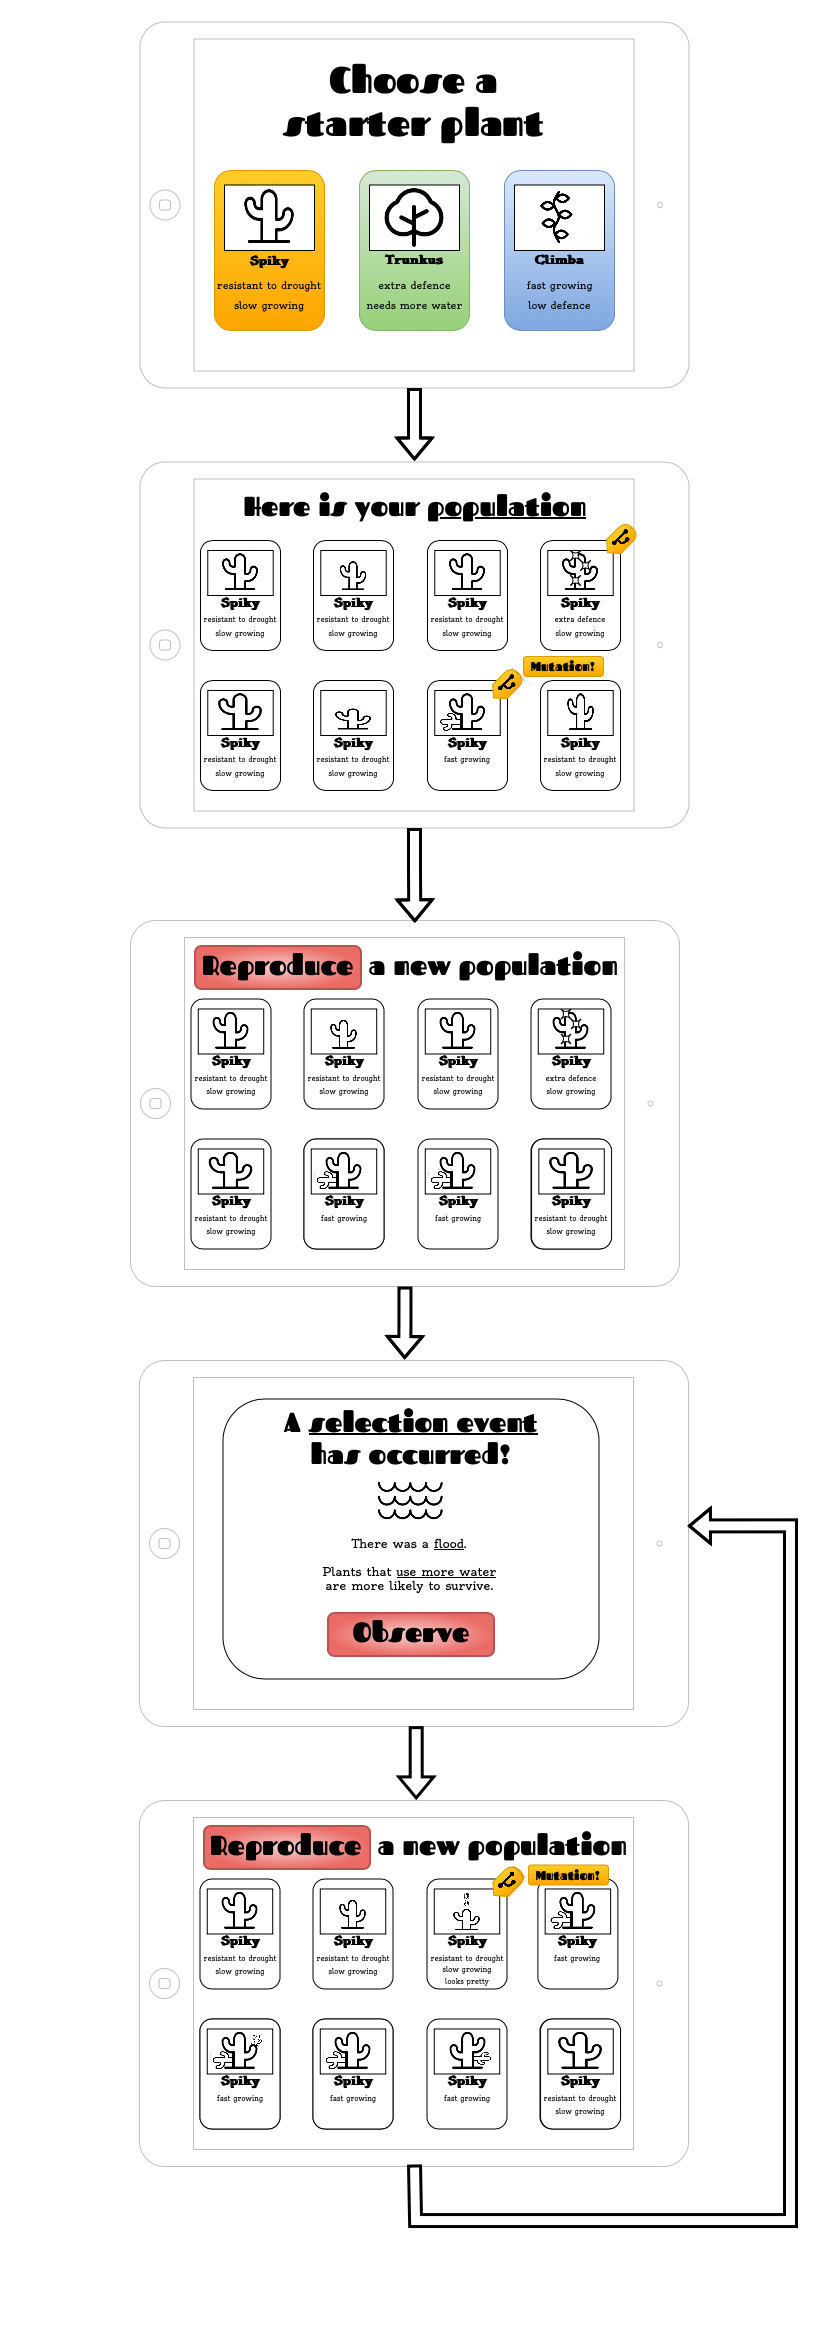 Choose a
starter plant
Spiky
resistant to drought
slow growing
Trunkus
extra defence
needs more water
Climba
fast growing
low defence
Here is your population
Spiky
resistant to drought
slow growing
Spiky
resistant to drought
slow growing
Spiky
resistant to drought
slow growing
Spiky
extra defence
slow growing
Mutation!
Spiky
resistant to drought
slow growing
Spiky
resistant to drought
slow growing
Spiky
fast growing
Spiky
resistant to drought
slow growing
Reproduce a new population
Spiky
resistant to drought
slow growing
Spiky
resistant to drought
slow growing
Spiky
resistant to drought
slow growing
Spiky
extra defence
slow growing
Spiky
resistant to drought
slow growing
Spiky
fast growing
Spiky
fast growing
Spiky
resistant to drought
slow growing
A selection event
has occurred!
There was a flood.
Plants that use more water
are more likely to survive.
Observe
Reproduce a new population
Mutation!
Spiky
resistant to drought
slow growing
Spiky
resistant to drought
slow growing
Spiky
resistant to drought
slow growing
looks pretty
Spiky
fast growing
Spiky
fast growing
Spiky
fast growing
Spiky
fast growing
Spiky
resistant to drought
slow growing